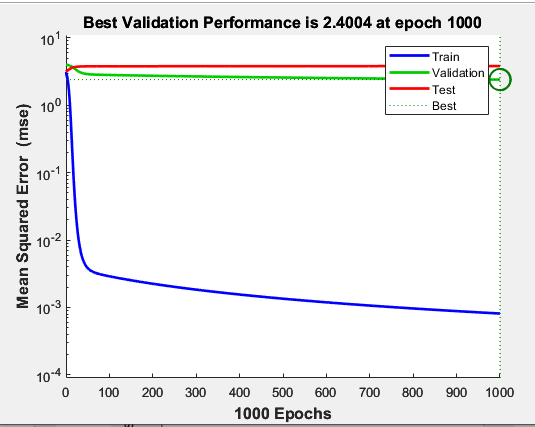 Best Validation Performance is 2.4004 at epoch 1000
Mean Squared Error (mse)
10^1
10^0
10^-1
10^-2
10^-3
10^-4
Train
Validation
Test
Best
0 100 200 300 400 500 600 700 800 900 1000
1000 Epochs